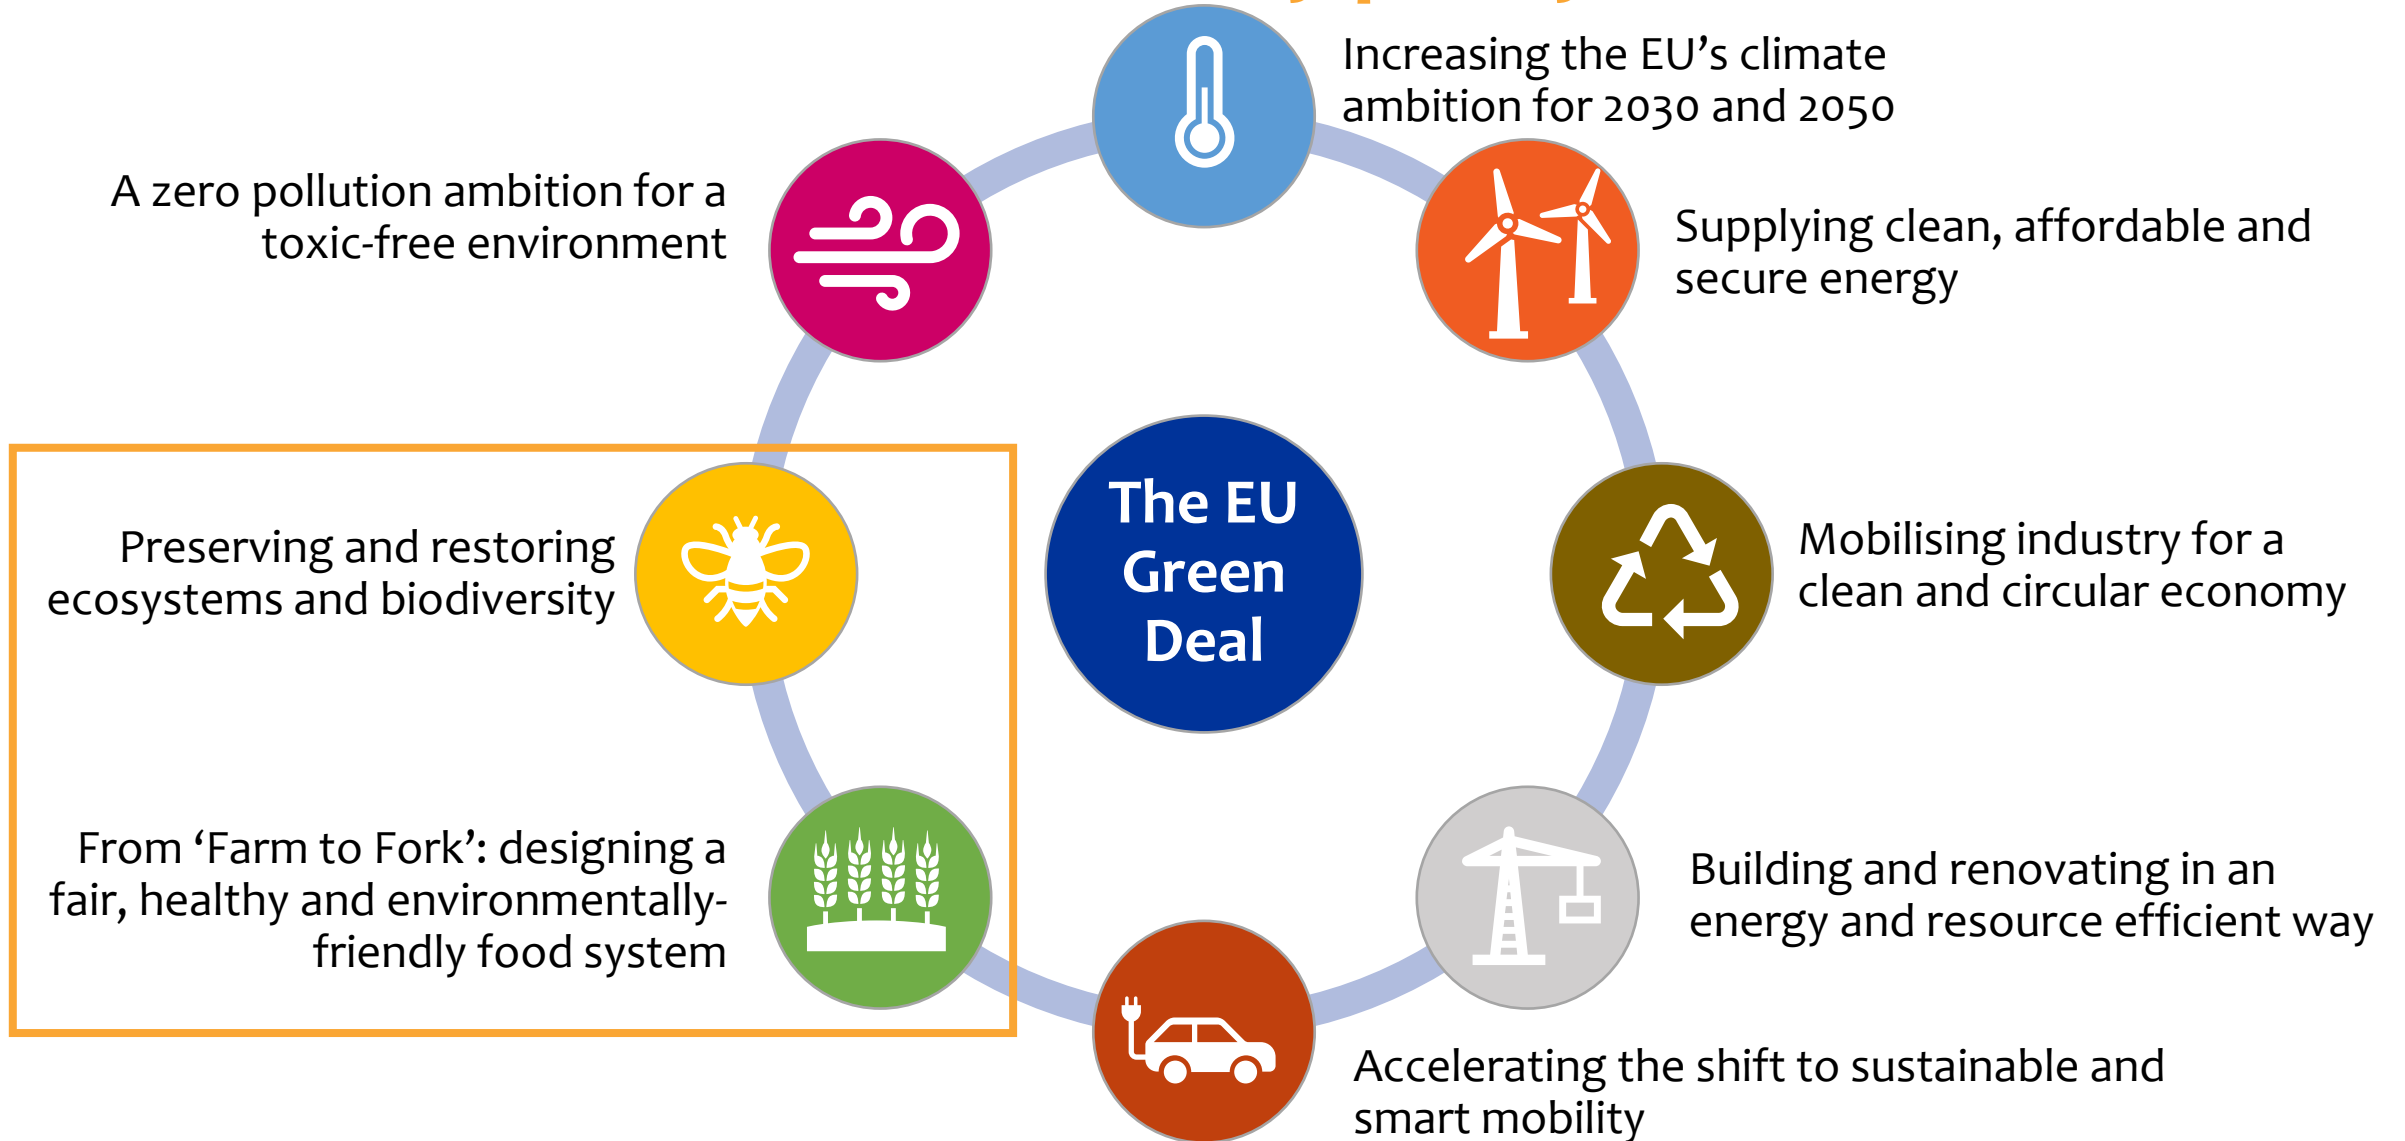 Increasing the EU’s climate
ambition for 2030 and 2050
Supplying clean, affordable and
secure energy
Mobilising industry for a
clean and circular economy
Building and renovating in an
energy and resource efficient way
Accelerating the shift to sustainable and
smart mobility
From ‘Farm to Fork’: designing a
fair, healthy and environmentally-
friendly food system
Preserving and restoring
ecosystems and biodiversity
A zero pollution ambition for a
toxic-free environment
The EU
Green
Deal